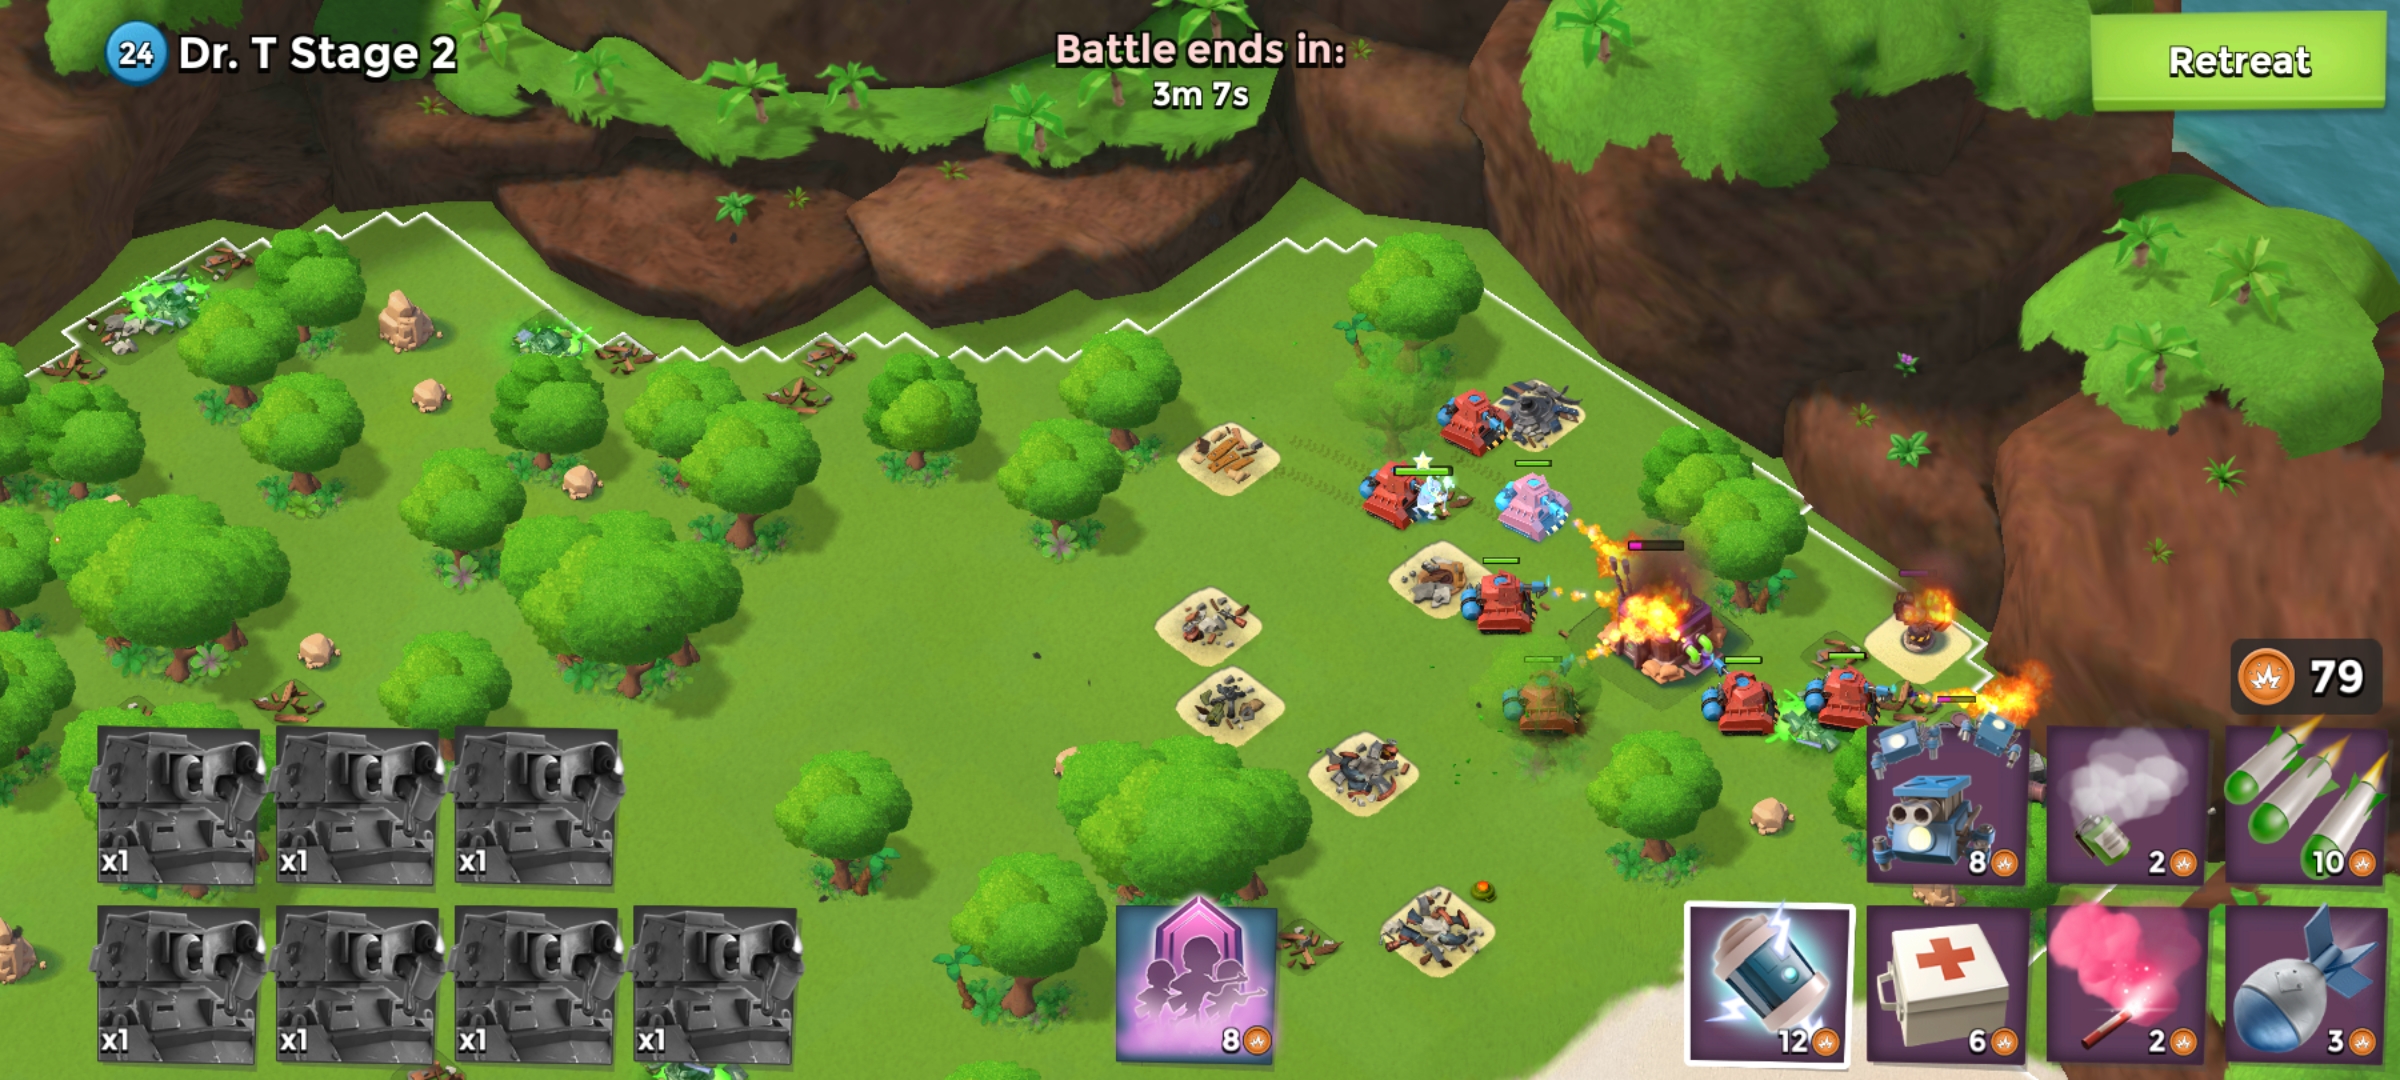 24 Dr. T Stage 2
Battle ends in:
3m 7s
Retreat
79
x1 x1 x1
8 2 10
x1 x1 x1 x1
8
12 6 2 3